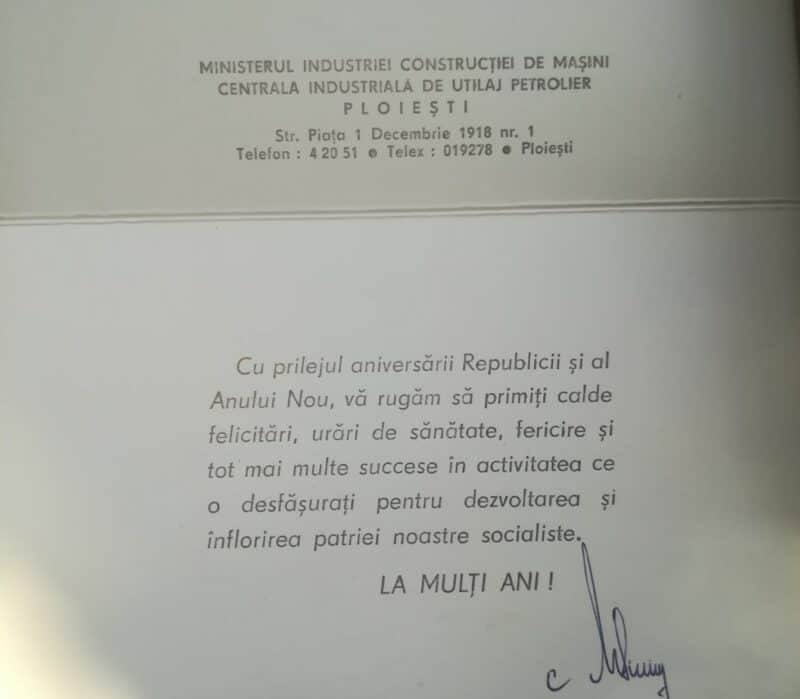 MINISTERUL INDUSTRIEI CONSTRUCȚIEI DE MAȘINI
CENTRALA INDUSTRIALĂ DE UTILAJ PETROLIER
PLOIEȘTI
Str. Piața 1 Decembrie 1918 nr. 1
Telefon : 4 20 51 ● Telex : 019278 ● Ploiești
Cu prilejul aniversării Republicii și al
Anului Nou, vă rugăm să primiți calde
felicitări, urări de sănătate, fericire și
tot mai multe succese în activitatea ce
o desfășurați pentru dezvoltarea și
înflorirea patriei noastre socialiste.
LA MULȚI ANI !